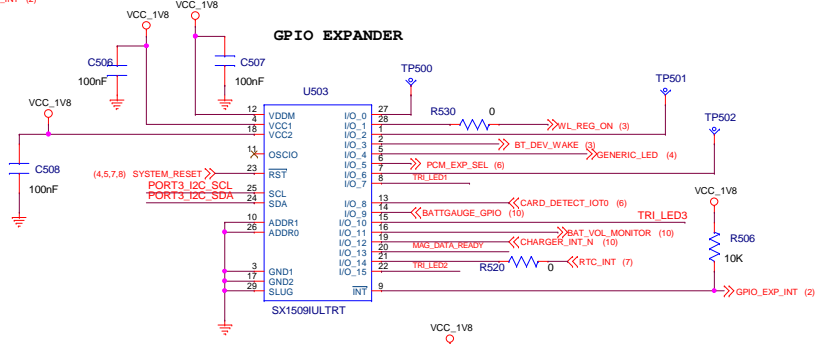 _INT (2)
VCC_1V8
VCC_1V8
GPIO EXPANDER
C506
100nF
C507
100nF
U503
TP500
TP501
TP502
VCC_1V8
C508
100nF
12 VDDM
4 VCC1
18 VCC2
11 OSCIO
(4,5,7,8) SYSTEM_RESET 23 RST
PORT3_I2C_SCL 25 SCL
PORT3_I2C_SDA 24 SDA
10 ADDR1
26 ADDR0
3 GND1
17 GND2
29 SLUG
I/O_0 27
I/O_1 28 R530 0 WL_REG_ON (3)
I/O_2 1
I/O_3 2 BT_DEV_WAKE (3)
I/O_4 5 GENERIC_LED (4)
I/O_5 6 PCM_EXP_SEL (6)
I/O_6 7
I/O_7 8 TRI_LED1
I/O_8 13 CARD_DETECT_IOT0 (6)
I/O_9 14 BATTGAUGE_GPIO (10)
I/O_10 15 TRI_LED3
I/O_11 16 BAT_VOL_MONITOR (10)
I/O_12 19 CHARGER_INT_N (10)
I/O_13 20 MAG_DATA_READY
I/O_14 21 R520 0 RTC_INT (7)
I/O_15 22 TRI_LED2
INT 9 GPIO_EXP_INT (2)
VCC_1V8
R506
10K
SX1509IULTRT
VCC_1V8